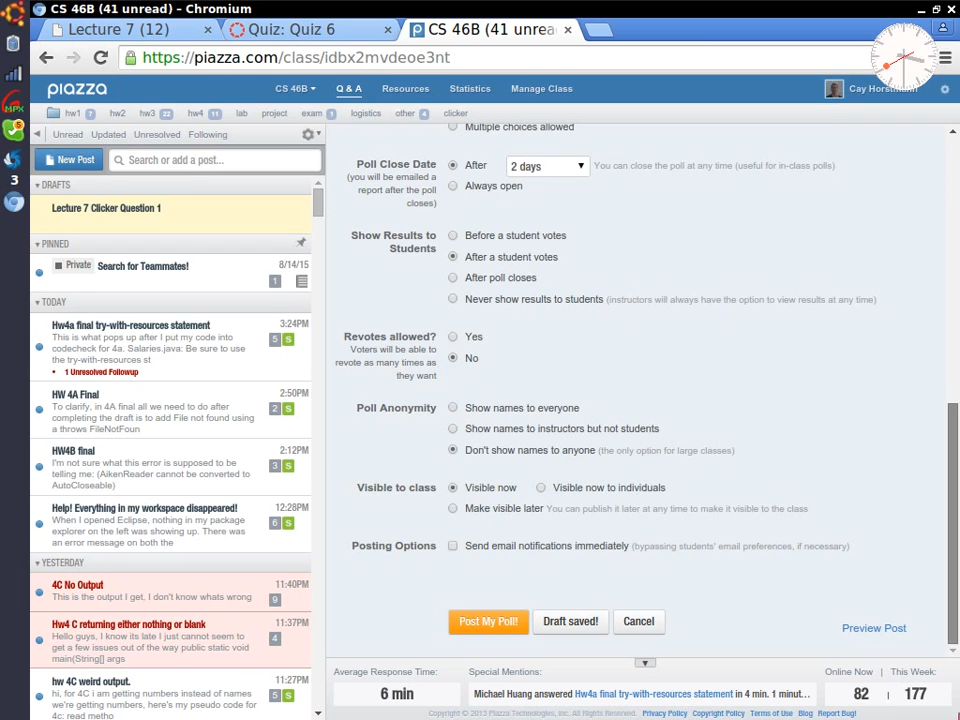 CS 46B (41 unread) - Chromium
Lecture 7 (12) × Quiz: Quiz 6 × CS 46B (41 unrea ×
https://piazza.com/class/idbx2mvdeoe3nt
piazza CS 46B Q & A Resources Statistics Manage Class Cay Horstmann
hw1 7 hw2 hw3 22 hw4 11 lab project exam 1 logistics other 4 clicker
Unread Updated Unresolved Following
New Post Search or add a post...
DRAFTS
Lecture 7 Clicker Question 1
PINNED
Private Search for Teammates! 8/14/15
1
TODAY
Hw4a final try-with-resources statement 3:24PM
This is what pops up after I put my code into 5 S
codecheck for 4a. Salaries.java: Be sure to use
the try-with-resources st
• 1 Unresolved Followup
HW 4A Final 2:50PM
To clarify, in 4A final all we need to do after 2 S
completing the draft is to add File not found using
a throws FileNotFoun
HW4B final 2:12PM
I'm not sure what this error is supposed to be 3 S
telling me: (AikenReader cannot be converted to
AutoCloseable)
Help! Everything in my workspace disappeared! 12:28PM
When I opened Eclipse, nothing in my package 6 S
explorer on the left was showing up. There was
an error message on both the
YESTERDAY
4C No Output 11:40PM
This is the output I get, I don't know whats wrong 9
Hw4 C returning either nothing or blank 11:37PM
Hello guys, I know its late I just cannot seem to 4
get a few issues out of the way public static void
main(String[] args
hw 4C weird output. 11:27PM
hi, for 4C i am getting numbers instead of names 5 S
we're getting numbers, here's my pseudo code for
4c: read metho
Multiple choices allowed
Poll Close Date After 2 days You can close the poll at any time (useful for in-class polls)
(you will be emailed Always open
a report after the poll
closes)
Show Results to Students Before a student votes
After a student votes
After poll closes
Never show results to students (instructors will always have the option to view results at any time)
Revotes allowed? Yes
Voters will be able to No
revote as many times as
they want
Poll Anonymity Show names to everyone
Show names to instructors but not students
Don't show names to anyone (the only option for large classes)
Visible to class Visible now Visible now to individuals
Make visible later You can publish it later at any time to make it visible to the class
Posting Options Send email notifications immediately (bypassing students' email preferences, if necessary)
Post My Poll! Draft saved! Cancel Preview Post
Average Response Time: Special Mentions: Online Now | This Week:
6 min Michael Huang answered Hw4a final try-with-resources statement in 4 min. 1 minut... 82 | 177
Copyright © 2015 Piazza Technologies, Inc. All Rights Reserved. Privacy Policy Copyright Policy Terms of Use Blog Report Bug!
MPX
5
3